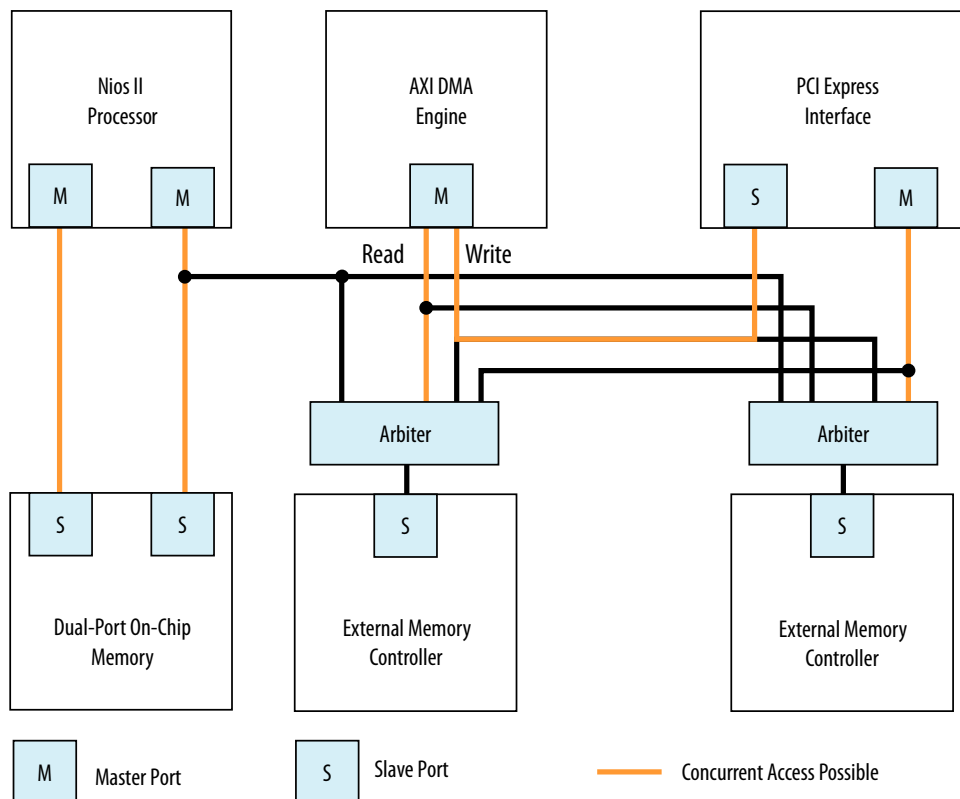 Nios II
Processor
M
M
AXI DMA
Engine
M
PCI Express
Interface
S
M
Read
Write
Arbiter
Arbiter
S
S
Dual-Port On-Chip
Memory
S
External Memory
Controller
S
External Memory
Controller
M
Master Port
S
Slave Port
Concurrent Access Possible